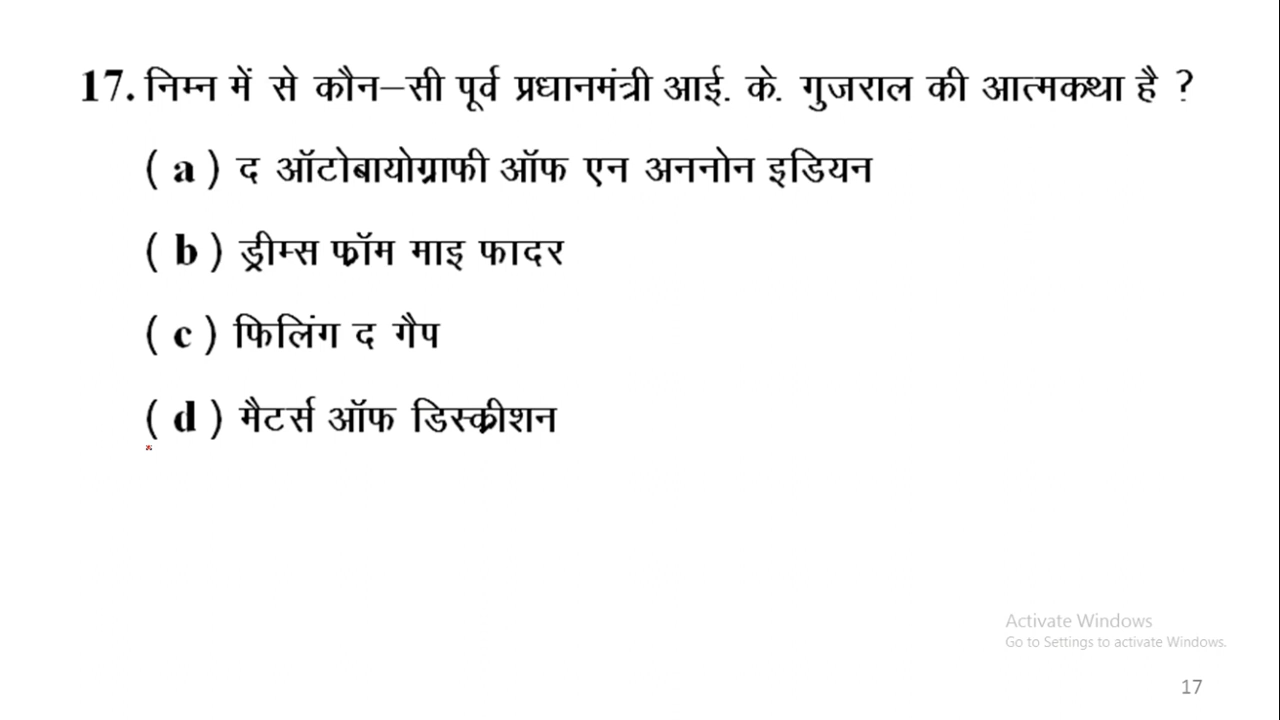 17. निम्न में से कौन–सी पूर्व प्रधानमंत्री आई. के. गुजराल की आत्मकथा है ?
( a ) द ऑटोबायोग्राफी ऑफ एन अननोन इडियन
( b ) ड्रीम्स फ्रॉम माइ फादर
( c ) फिलिंग द गैप
( d ) मैटर्स ऑफ डिस्क्रीशन
Activate Windows
Go to Settings to activate Windows.
17